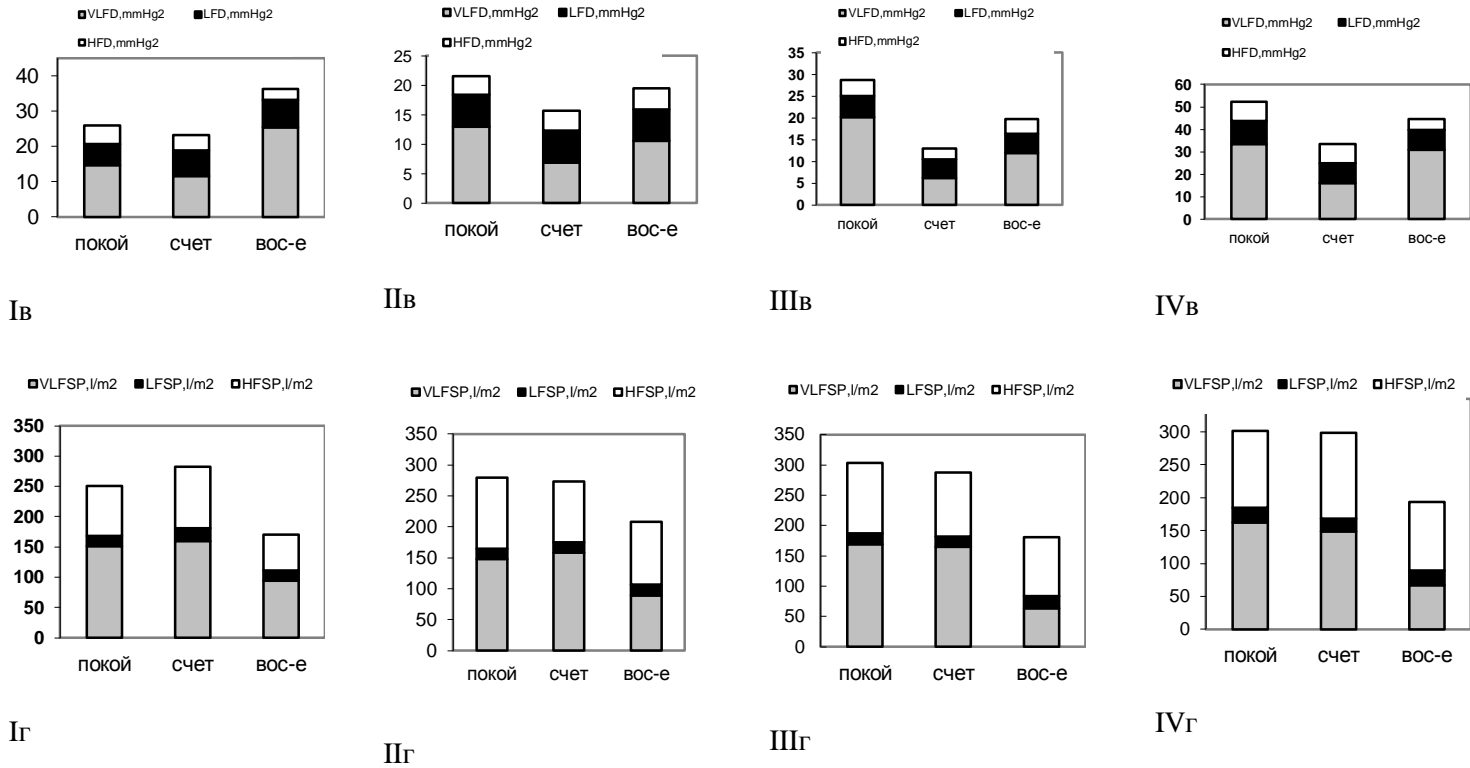 VLFD,mmHg2 LFD,mmHg2
HFD,mmHg2
40
30
20
10
0
покой счет вос-е
Iв
VLFD,mmHg2 LFD,mmHg2
HFD,mmHg2
25
20
15
10
5
0
покой счет вос-е
IIв
VLFD,mmHg2 LFD,mmHg2
HFD,mmHg2
35
30
25
20
15
10
5
0
покой счет вос-е
IIIв
VLFD,mmHg2 LFD,mmHg2
HFD,mmHg2
60
50
40
30
20
10
0
покой счет вос-е
IVв
VLFSP,l/m2 LFSP,l/m2 HFSP,l/m2
350
300
250
200
150
100
50
0
покой счет вос-е
Iг
VLFSP,l/m2 LFSP,l/m2 HFSP,l/m2
350
300
250
200
150
100
50
0
покой счет вос-е
IIг
VLFSP,l/m2 LFSP,l/m2 HFSP,l/m2
350
300
250
200
150
100
50
0
покой счет вос-е
IIIг
VLFSP,l/m2 LFSP,l/m2 HFSP,l/m2
300
250
200
150
100
50
0
покой счет вос-е
IVг